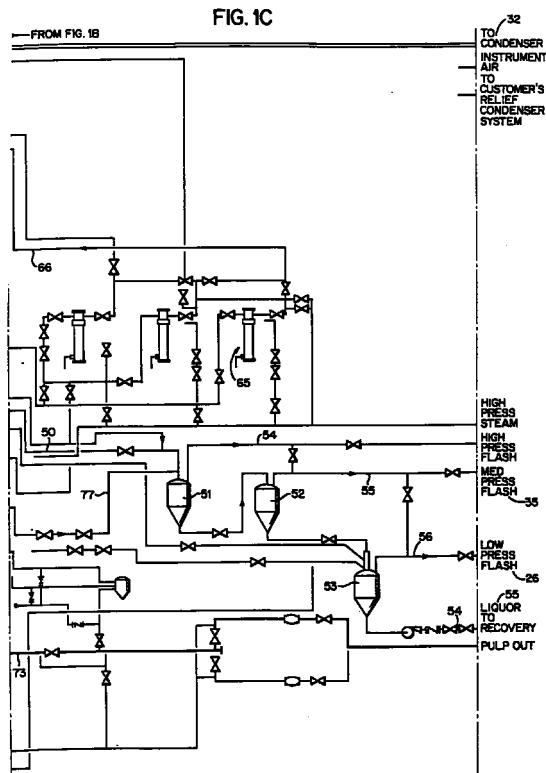 FIG. 1C
FROM FIG. 1B
TO
CONDENSER
32
INSTRUMENT
AIR
TO
CUSTOMER'S
RELIEF
CONDENSER
SYSTEM
66
65
HIGH
PRESS
STEAM
HIGH
PRESS
FLASH
54
50
MED
PRESS
FLASH
35
55
77
51
52
56
LOW
PRESS
FLASH
26
53
55
LIQUOR
TO
RECOVERY
54
PULP OUT
73